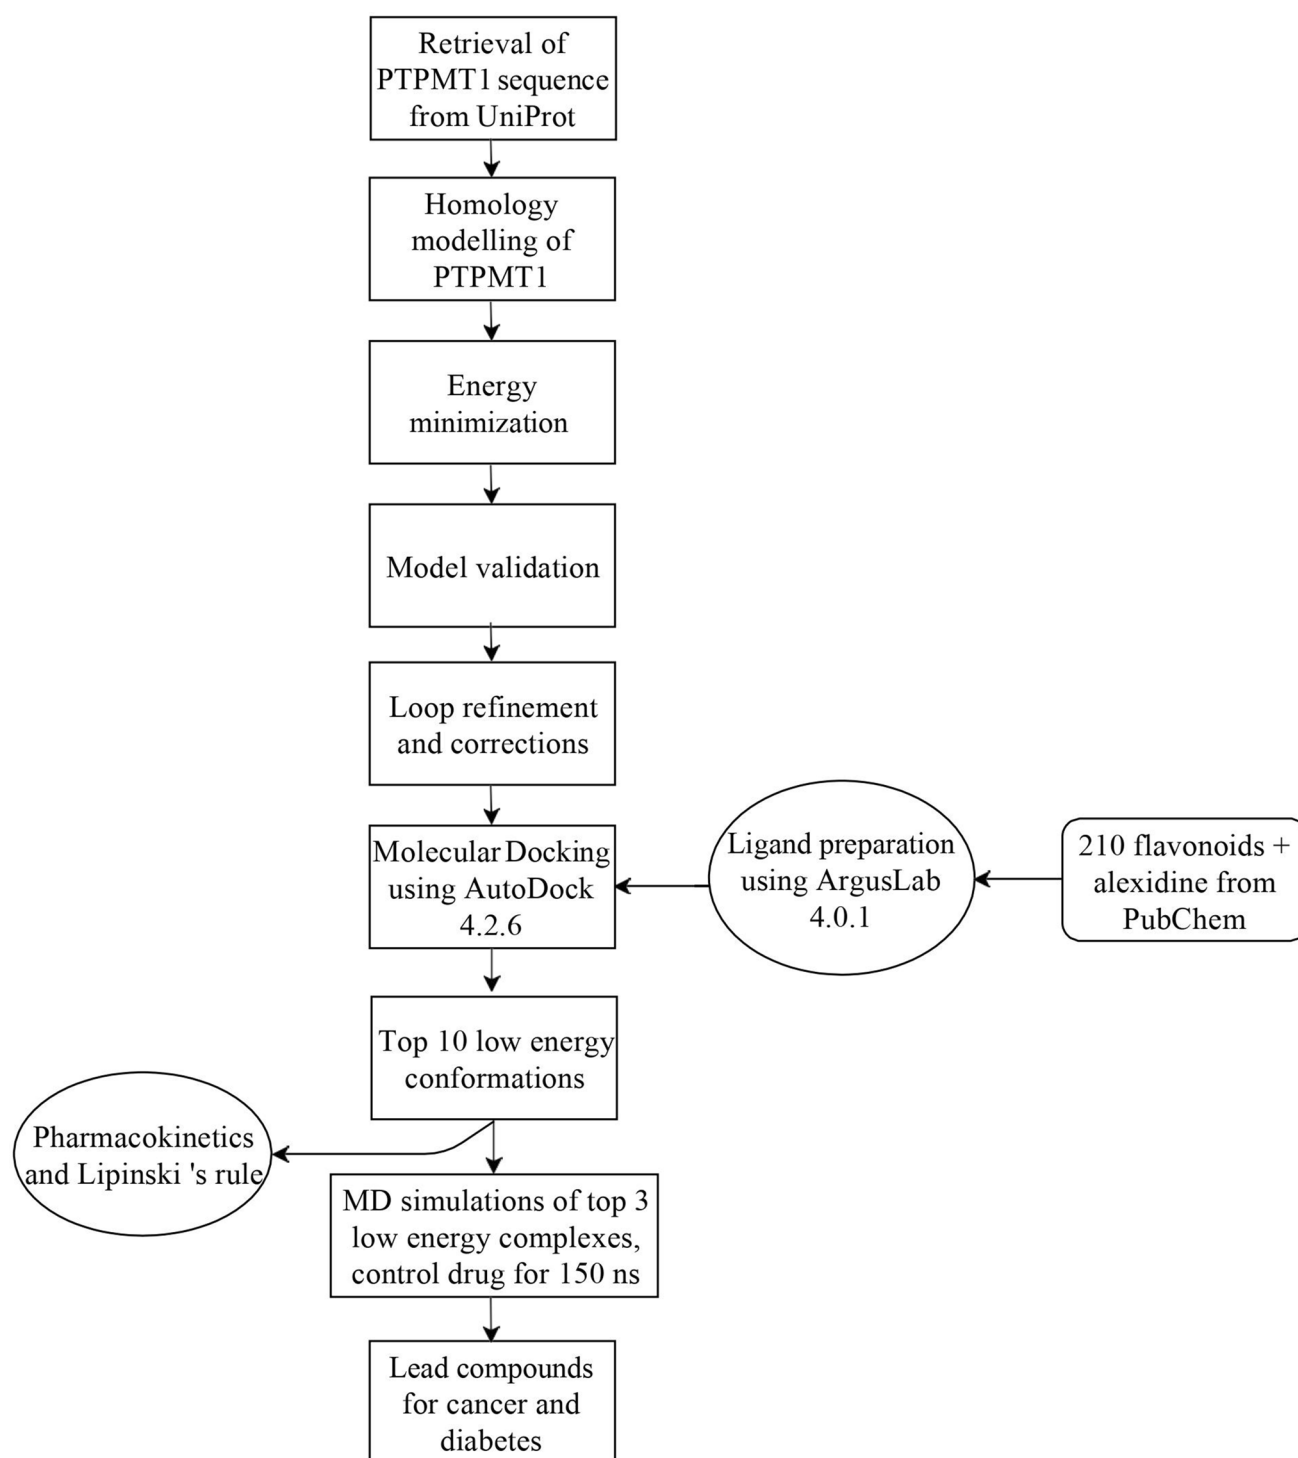 Retrieval of
PTPMT1 sequence
from UniProt
Homology
modelling of
PTPMT1
Energy
minimization
Model validation
Loop refinement
and corrections
Molecular Docking
using AutoDock
4.2.6
Ligand preparation
using ArgusLab
4.0.1
210 flavonoids +
alexidine from
PubChem
Top 10 low energy
conformations
Pharmacokinetics
and Lipinski 's rule
MD simulations of top 3
low energy complexes,
control drug for 150 ns
Lead compounds
for cancer and
diabetes